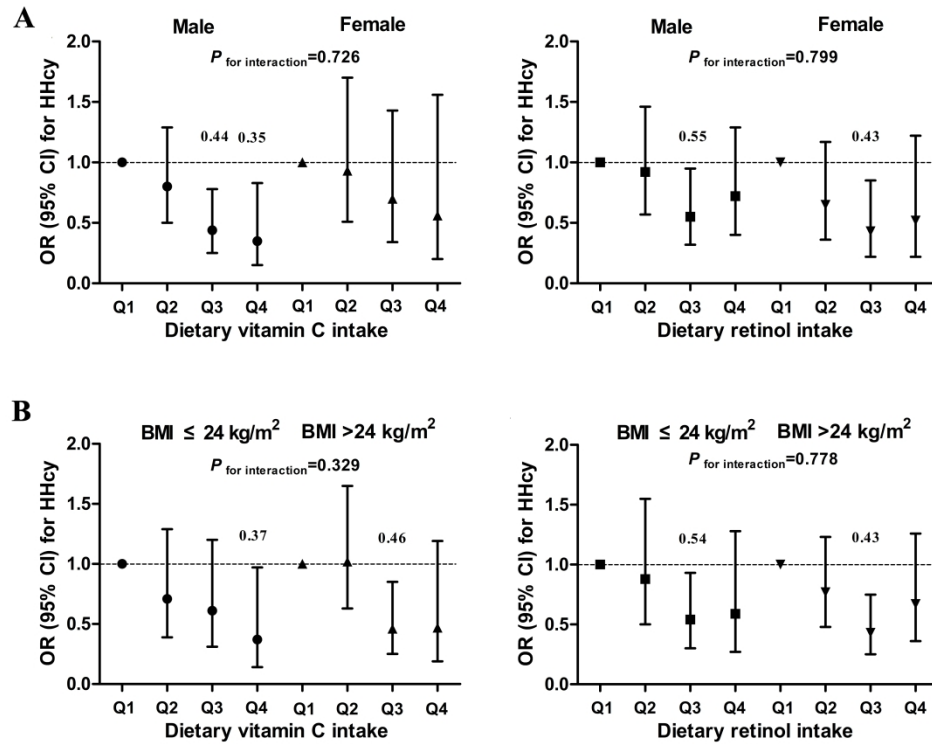 A
Male Female
P for interaction=0.726
0.44 0.35
OR (95% CI) for HHcy
2.0
1.5
1.0
0.5
0.0
Q1 Q2 Q3 Q4 Q1 Q2 Q3 Q4
Dietary vitamin C intake
Male Female
P for interaction=0.799
0.55 0.43
OR (95% CI) for HHcy
2.0
1.5
1.0
0.5
0.0
Q1 Q2 Q3 Q4 Q1 Q2 Q3 Q4
Dietary retinol intake
B
BMI ≤ 24 kg/m² BMI >24 kg/m²
P for interaction=0.329
0.37 0.46
OR (95% CI) for HHcy
2.0
1.5
1.0
0.5
0.0
Q1 Q2 Q3 Q4 Q1 Q2 Q3 Q4
Dietary vitamin C intake
BMI ≤ 24 kg/m² BMI >24 kg/m²
P for interaction=0.778
0.54 0.43
OR (95% CI) for HHcy
2.0
1.5
1.0
0.5
0.0
Q1 Q2 Q3 Q4 Q1 Q2 Q3 Q4
Dietary retinol intake